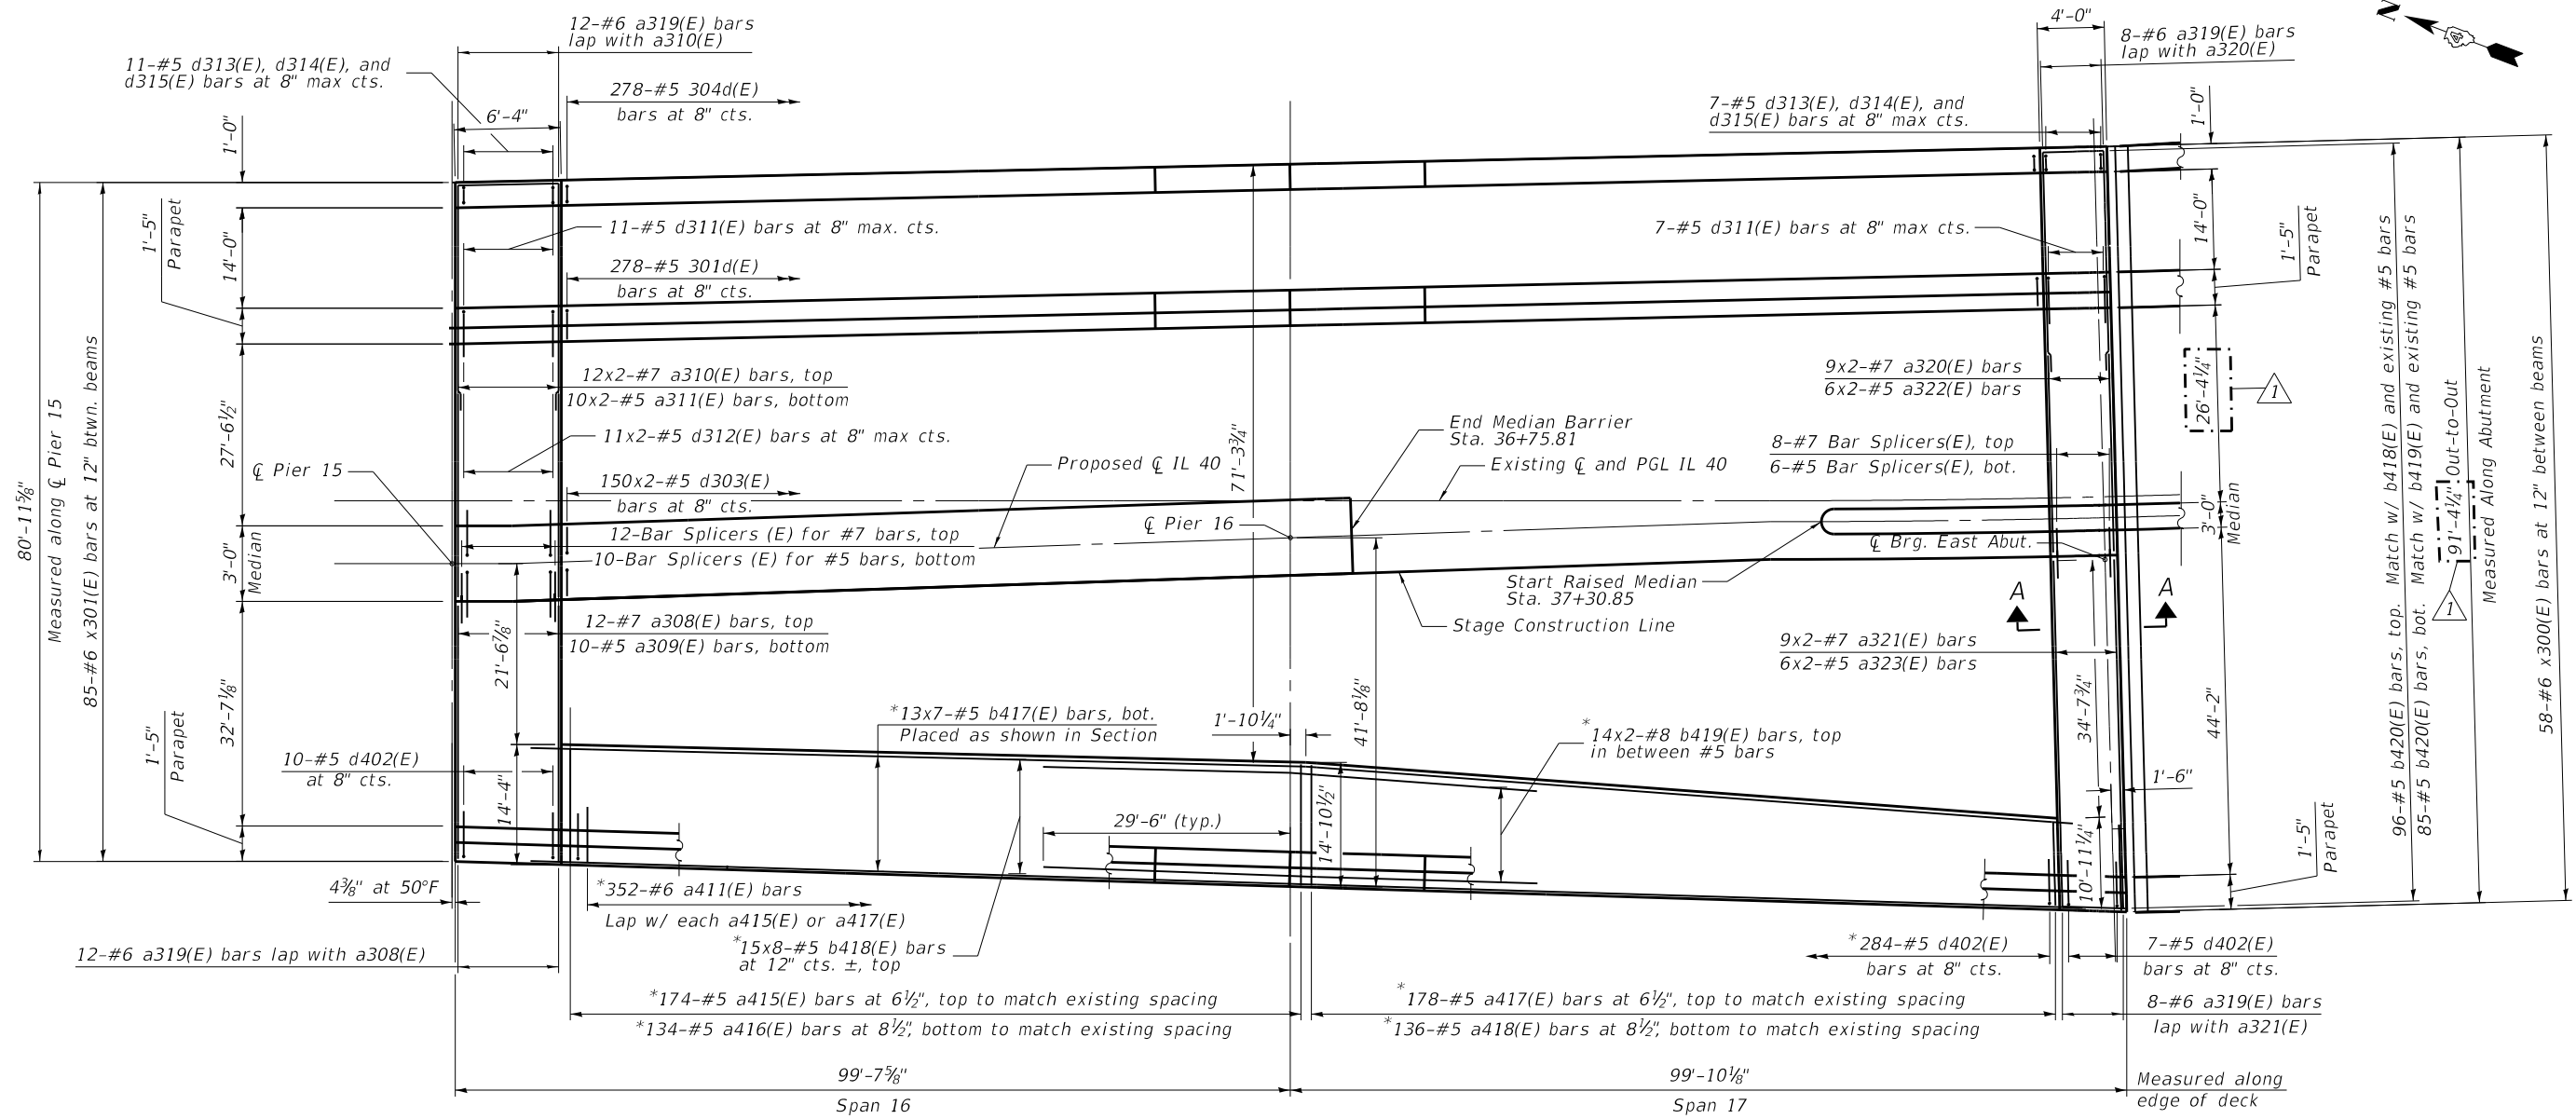 12-#6 a319(E) bars
lap with a310(E)
11-#5 d313(E), d314(E), and
d315(E) bars at 8" max cts.
6'-4"
278-#5 304d(E)
bars at 8" cts.
4'-0"
8-#6 a319(E) bars
lap with a320(E)
7-#5 d313(E), d314(E), and
d315(E) bars at 8" max cts.
N
4
1'-0"
1'-0"
1'-5"
Parapet
14'-0"
11-#5 d311(E) bars at 8" max. cts.
278-#5 301d(E)
bars at 8" cts.
7-#5 d311(E) bars at 8" max cts.
14'-0"
1'-5"
Parapet
80'-11⅝"
Measured along ℄ Pier 15
85-#6 x301(E) bars at 12" btwn. beams
27'-6½"
12x2-#7 a310(E) bars, top
10x2-#5 a311(E) bars, bottom
11x2-#5 d312(E) bars at 8" max cts.
℄ Pier 15
150x2-#5 d303(E)
bars at 8" cts.
12-Bar Splicers (E) for #7 bars, top
10-Bar Splicers (E) for #5 bars, bottom
3'-0"
Median
12-#7 a308(E) bars, top
10-#5 a309(E) bars, bottom
21'-6⅞"
Proposed ℄ IL 40
71'-3¾"
End Median Barrier
Sta. 36+75.81
Existing ℄ and PGL IL 40
℄ Pier 16
9x2-#7 a320(E) bars
6x2-#5 a322(E) bars
8-#7 Bar Splicers(E), top
6-#5 Bar Splicers(E), bot.
℄ Brg. East Abut.
Start Raised Median
Sta. 37+30.85
Stage Construction Line
A
A
9x2-#7 a321(E) bars
6x2-#5 a323(E) bars
26'-4¼"
1
3'-0"
Median
96-#5 b420(E) bars, top. Match w/ b418(E) and existing #5 bars
85-#5 b420(E) bars, bot. Match w/ b419(E) and existing #5 bars
91'-4¼" Out-to-Out
1
Measured Along Abutment
58-#6 x300(E) bars at 12" between beams
32'-7⅛"
1'-5"
Parapet
10-#5 d402(E)
at 8" cts.
14'-4"
*13x7-#5 b417(E) bars, bot.
Placed as shown in Section
1'-10¼"
41'-8⅛"
*14x2-#8 b419(E) bars, top
in between #5 bars
34'-7¾"
44'-2"
1'-6"
29'-6" (typ.)
14'-10½"
10'-11¼"
1'-5"
Parapet
4⅜" at 50°F
*352-#6 a411(E) bars
Lap w/ each a415(E) or a417(E)
*15x8-#5 b418(E) bars
at 12" cts. ±, top
12-#6 a319(E) bars lap with a308(E)
*284-#5 d402(E)
bars at 8" cts.
7-#5 d402(E)
bars at 8" cts.
*174-#5 a415(E) bars at 6½", top to match existing spacing
*134-#5 a416(E) bars at 8½", bottom to match existing spacing
*178-#5 a417(E) bars at 6½", top to match existing spacing
*136-#5 a418(E) bars at 8½", bottom to match existing spacing
8-#6 a319(E) bars
lap with a321(E)
99'-7⅝"
Span 16
99'-10⅛"
Span 17
Measured along
edge of deck